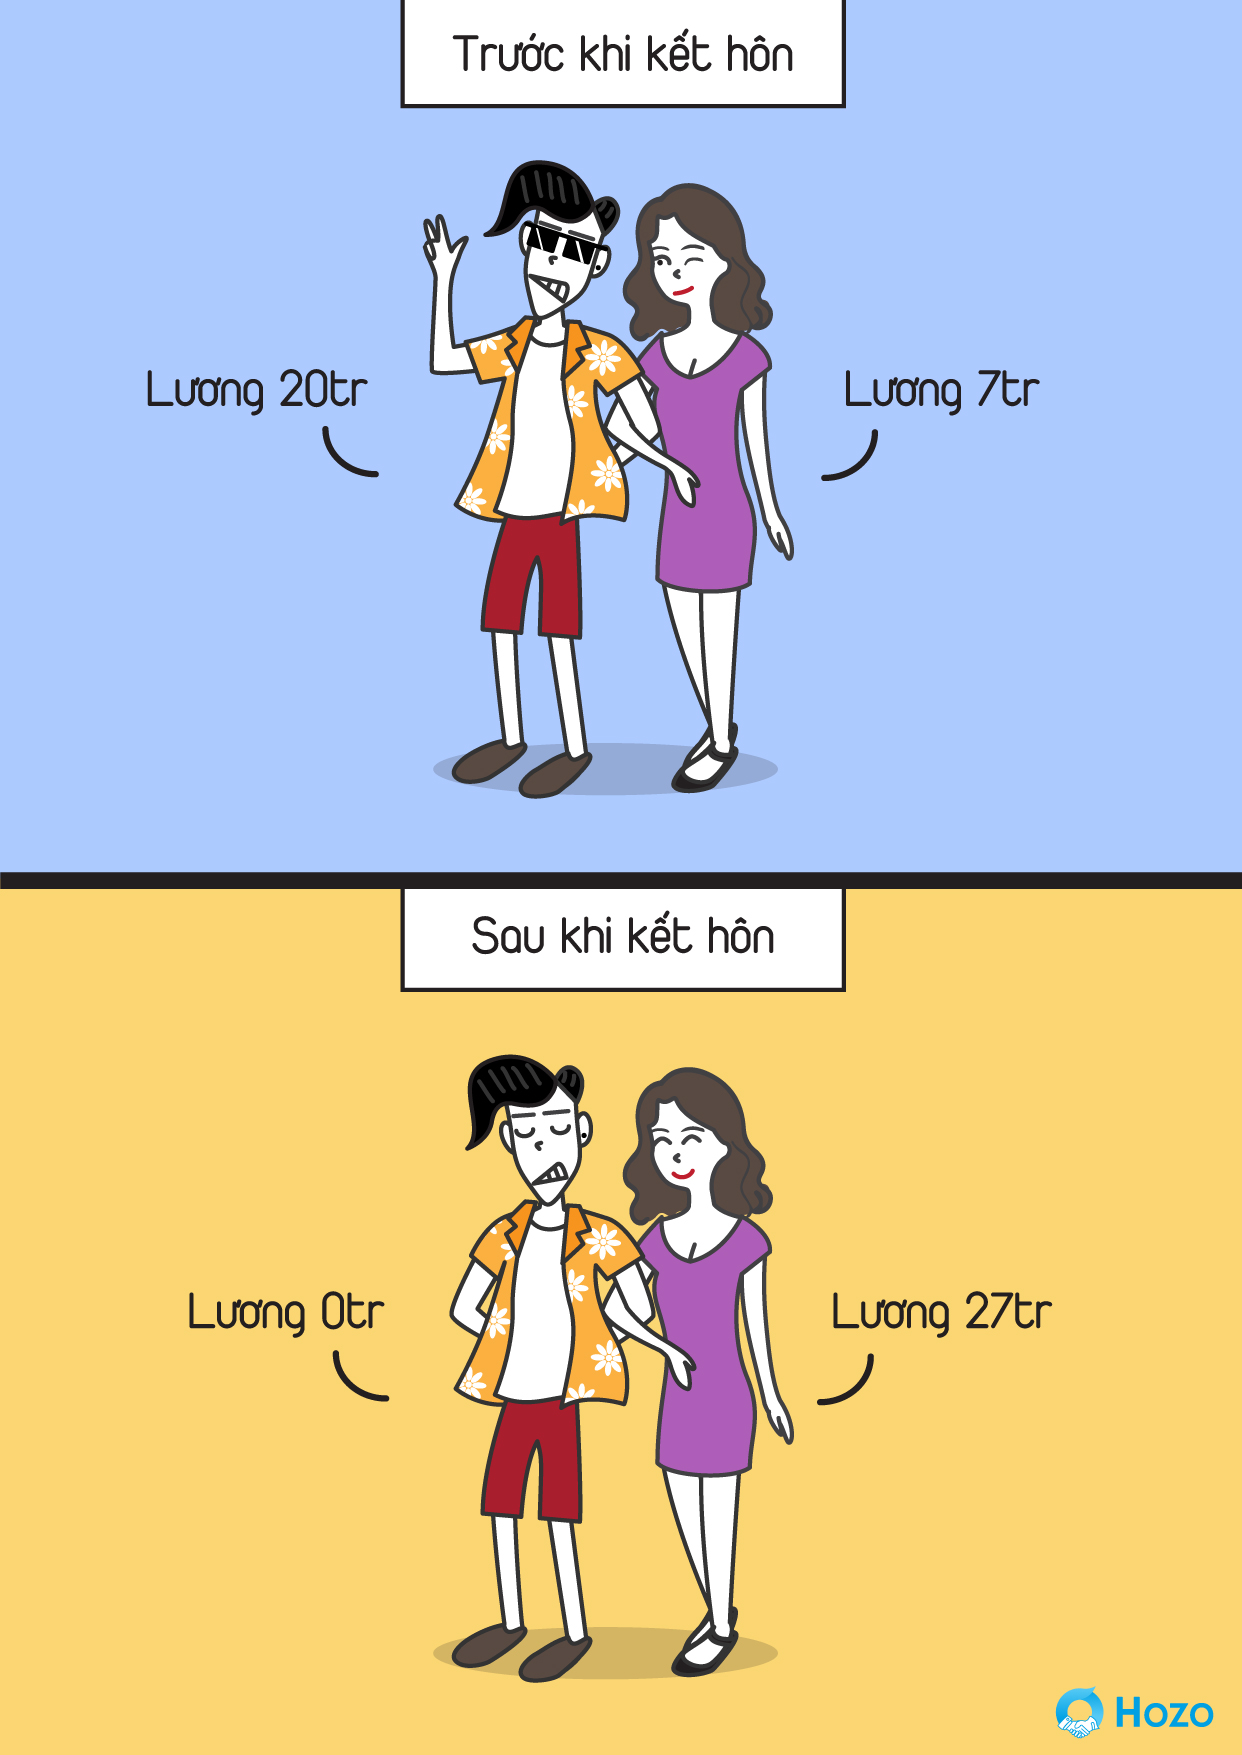 Trước khi kết hôn
Lương 20tr
Lương 7tr
Sau khi kết hôn
Lương 0tr
Lương 27tr
Hozo